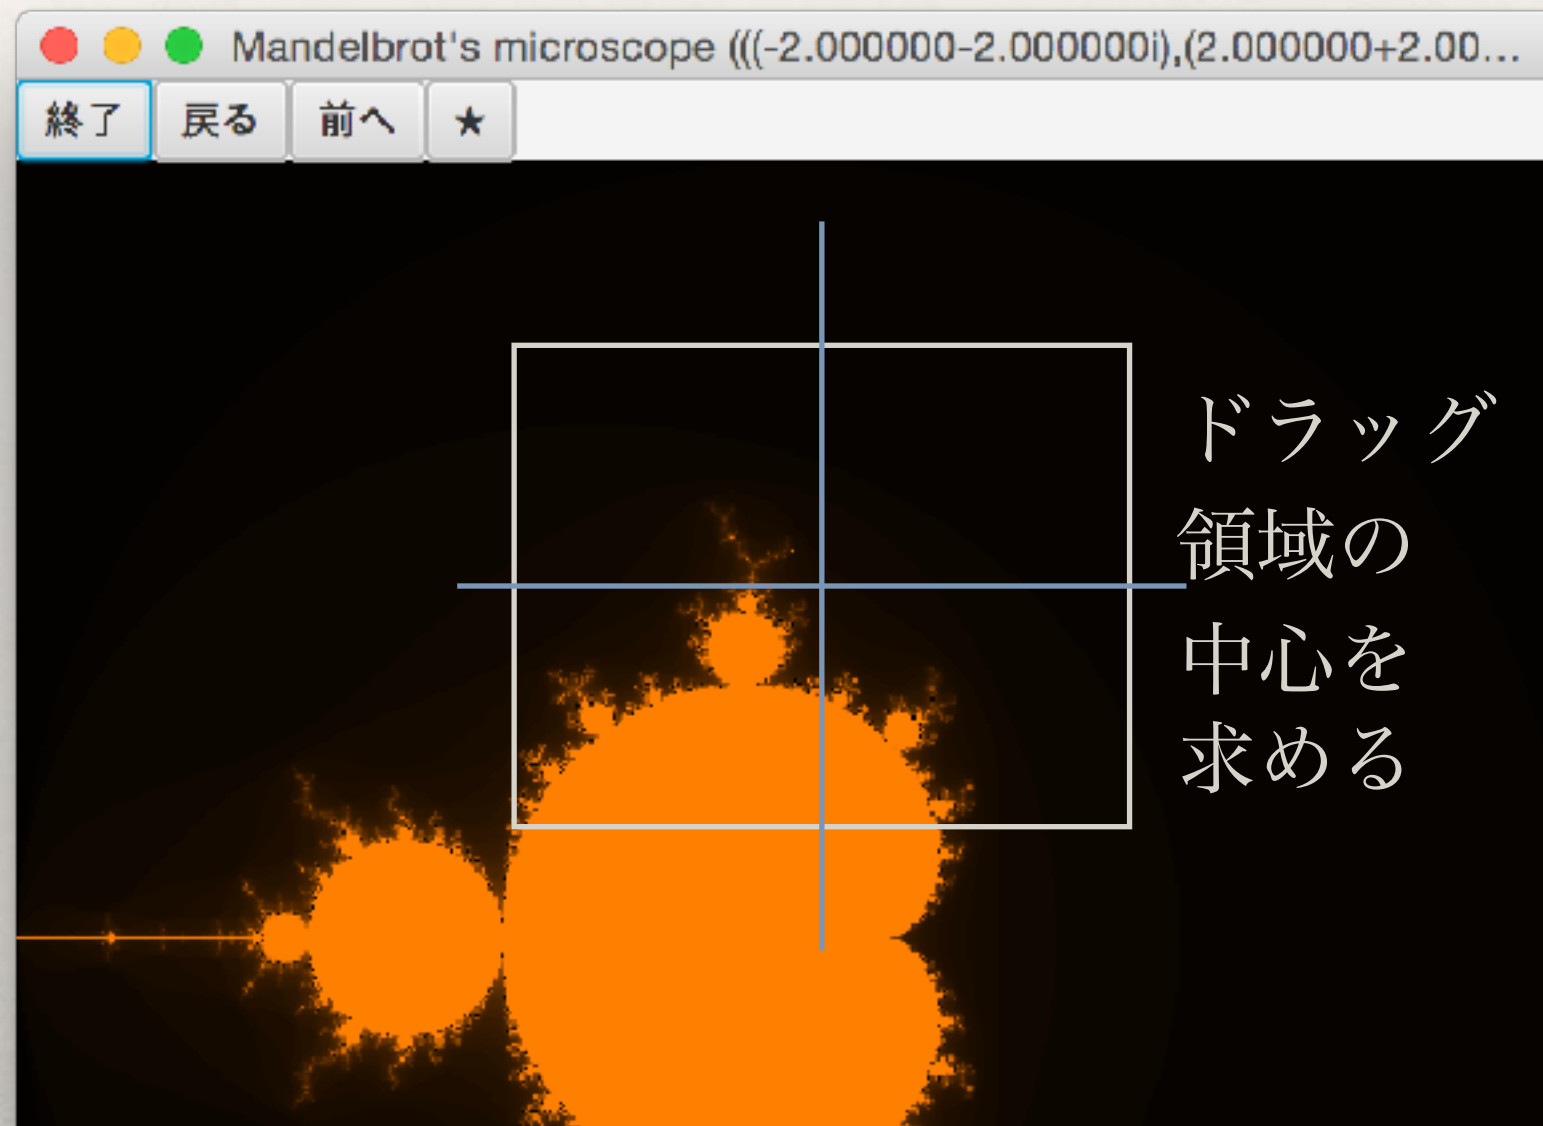 Mandelbrot's microscope (((-2.000000-2.000000i),(2.000000+2.00...
終了 戻る 前へ ★
ドラッグ
領域の
中心を
求める